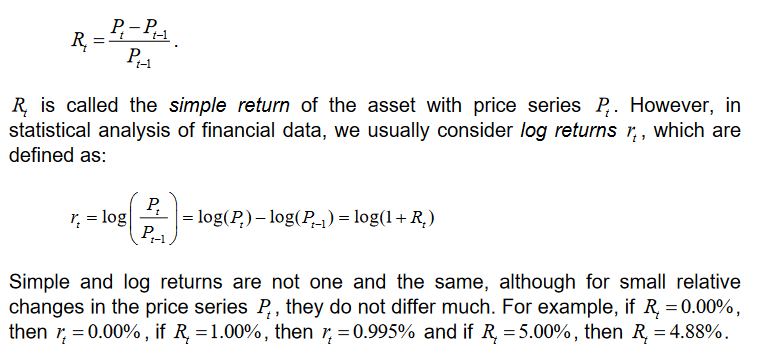 R_t = (P_t − P_{t−1}) / P_{t−1} .
R_t is called the simple return of the asset with price series P_t. However, in
statistical analysis of financial data, we usually consider log returns r_t, which are
defined as:
r_t = log(P_t / P_{t−1}) = log(P_t) − log(P_{t−1}) = log(1 + R_t)
Simple and log returns are not one and the same, although for small relative
changes in the price series P_t, they do not differ much. For example, if R_t = 0.00%,
then r_t = 0.00%, if R_t = 1.00%, then r_t = 0.995% and if R_t = 5.00%, then R_t = 4.88%.